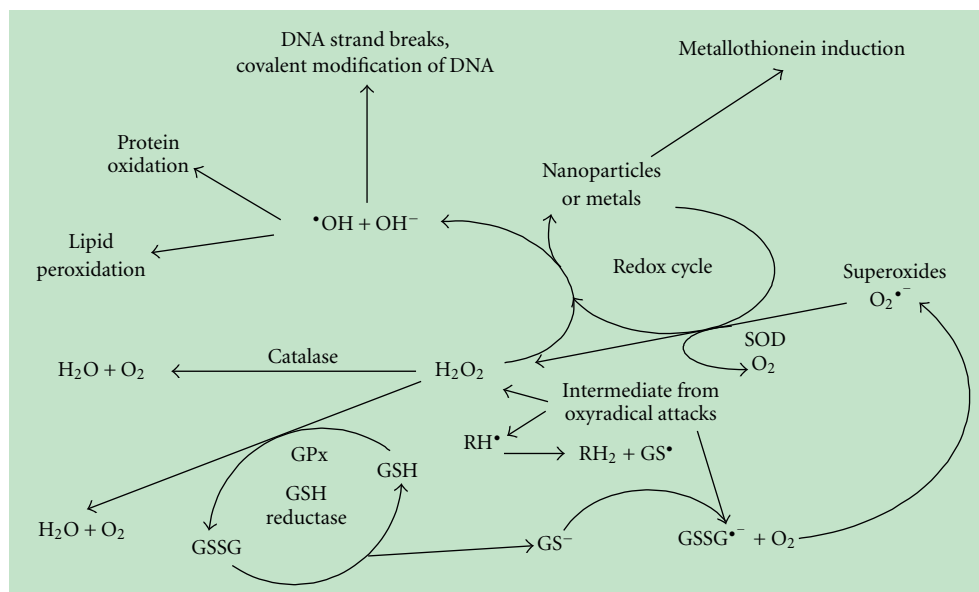 DNA strand breaks,
covalent modification of DNA
Metallothionein induction
Protein
oxidation
Nanoparticles
or metals
•OH + OH⁻
Lipid
peroxidation
Redox cycle
Superoxides
O₂•⁻
SOD
O₂
H₂O + O₂
Catalase
H₂O₂
Intermediate from
oxyradical attacks
RH•
RH₂ + GS•
GPx
GSH
GSH
reductase
H₂O + O₂
GSSG
GS⁻
GSSG•⁻ + O₂